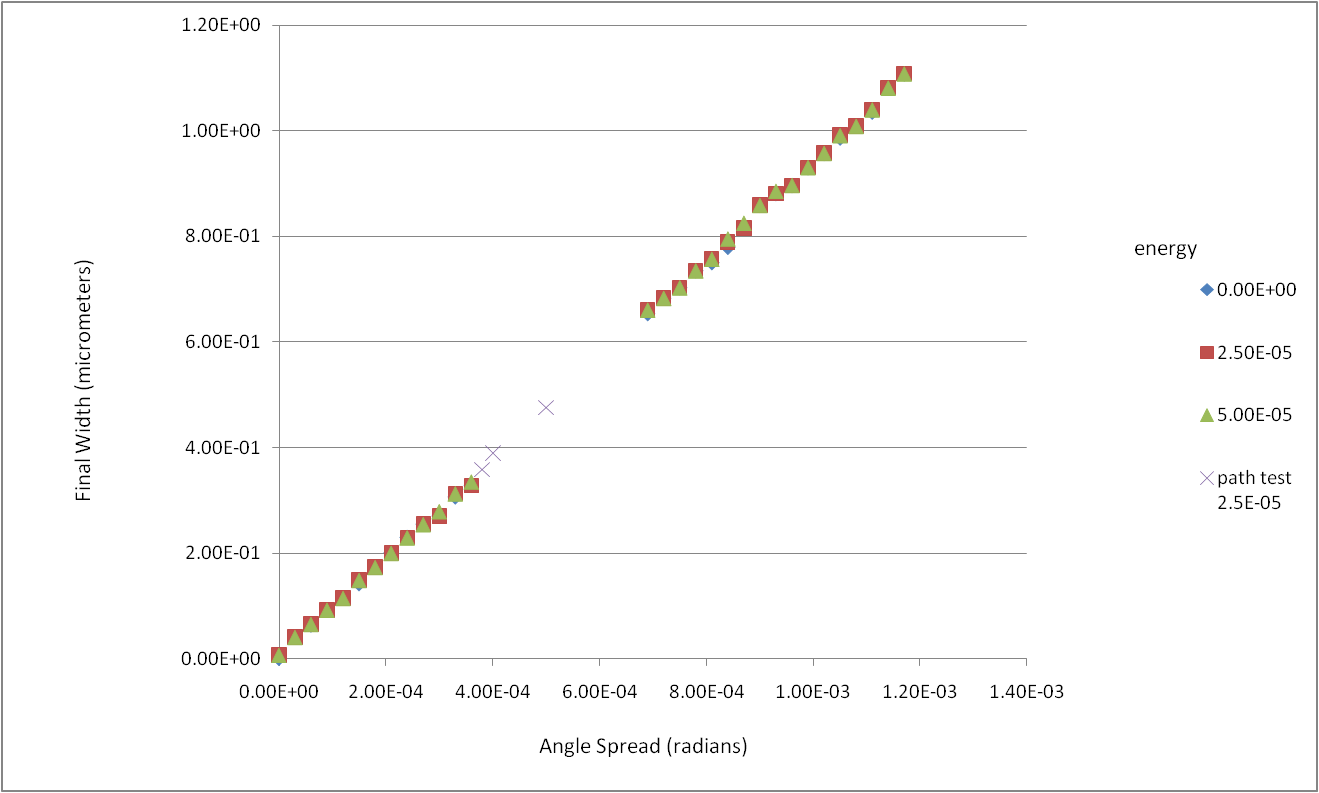 1.20E+00
1.00E+00
8.00E-01
6.00E-01
4.00E-01
2.00E-01
0.00E+00
Final Width (micrometers)
0.00E+00 2.00E-04 4.00E-04 6.00E-04 8.00E-04 1.00E-03 1.20E-03 1.40E-03
Angle Spread (radians)
energy
0.00E+00
2.50E-05
5.00E-05
path test
2.5E-05